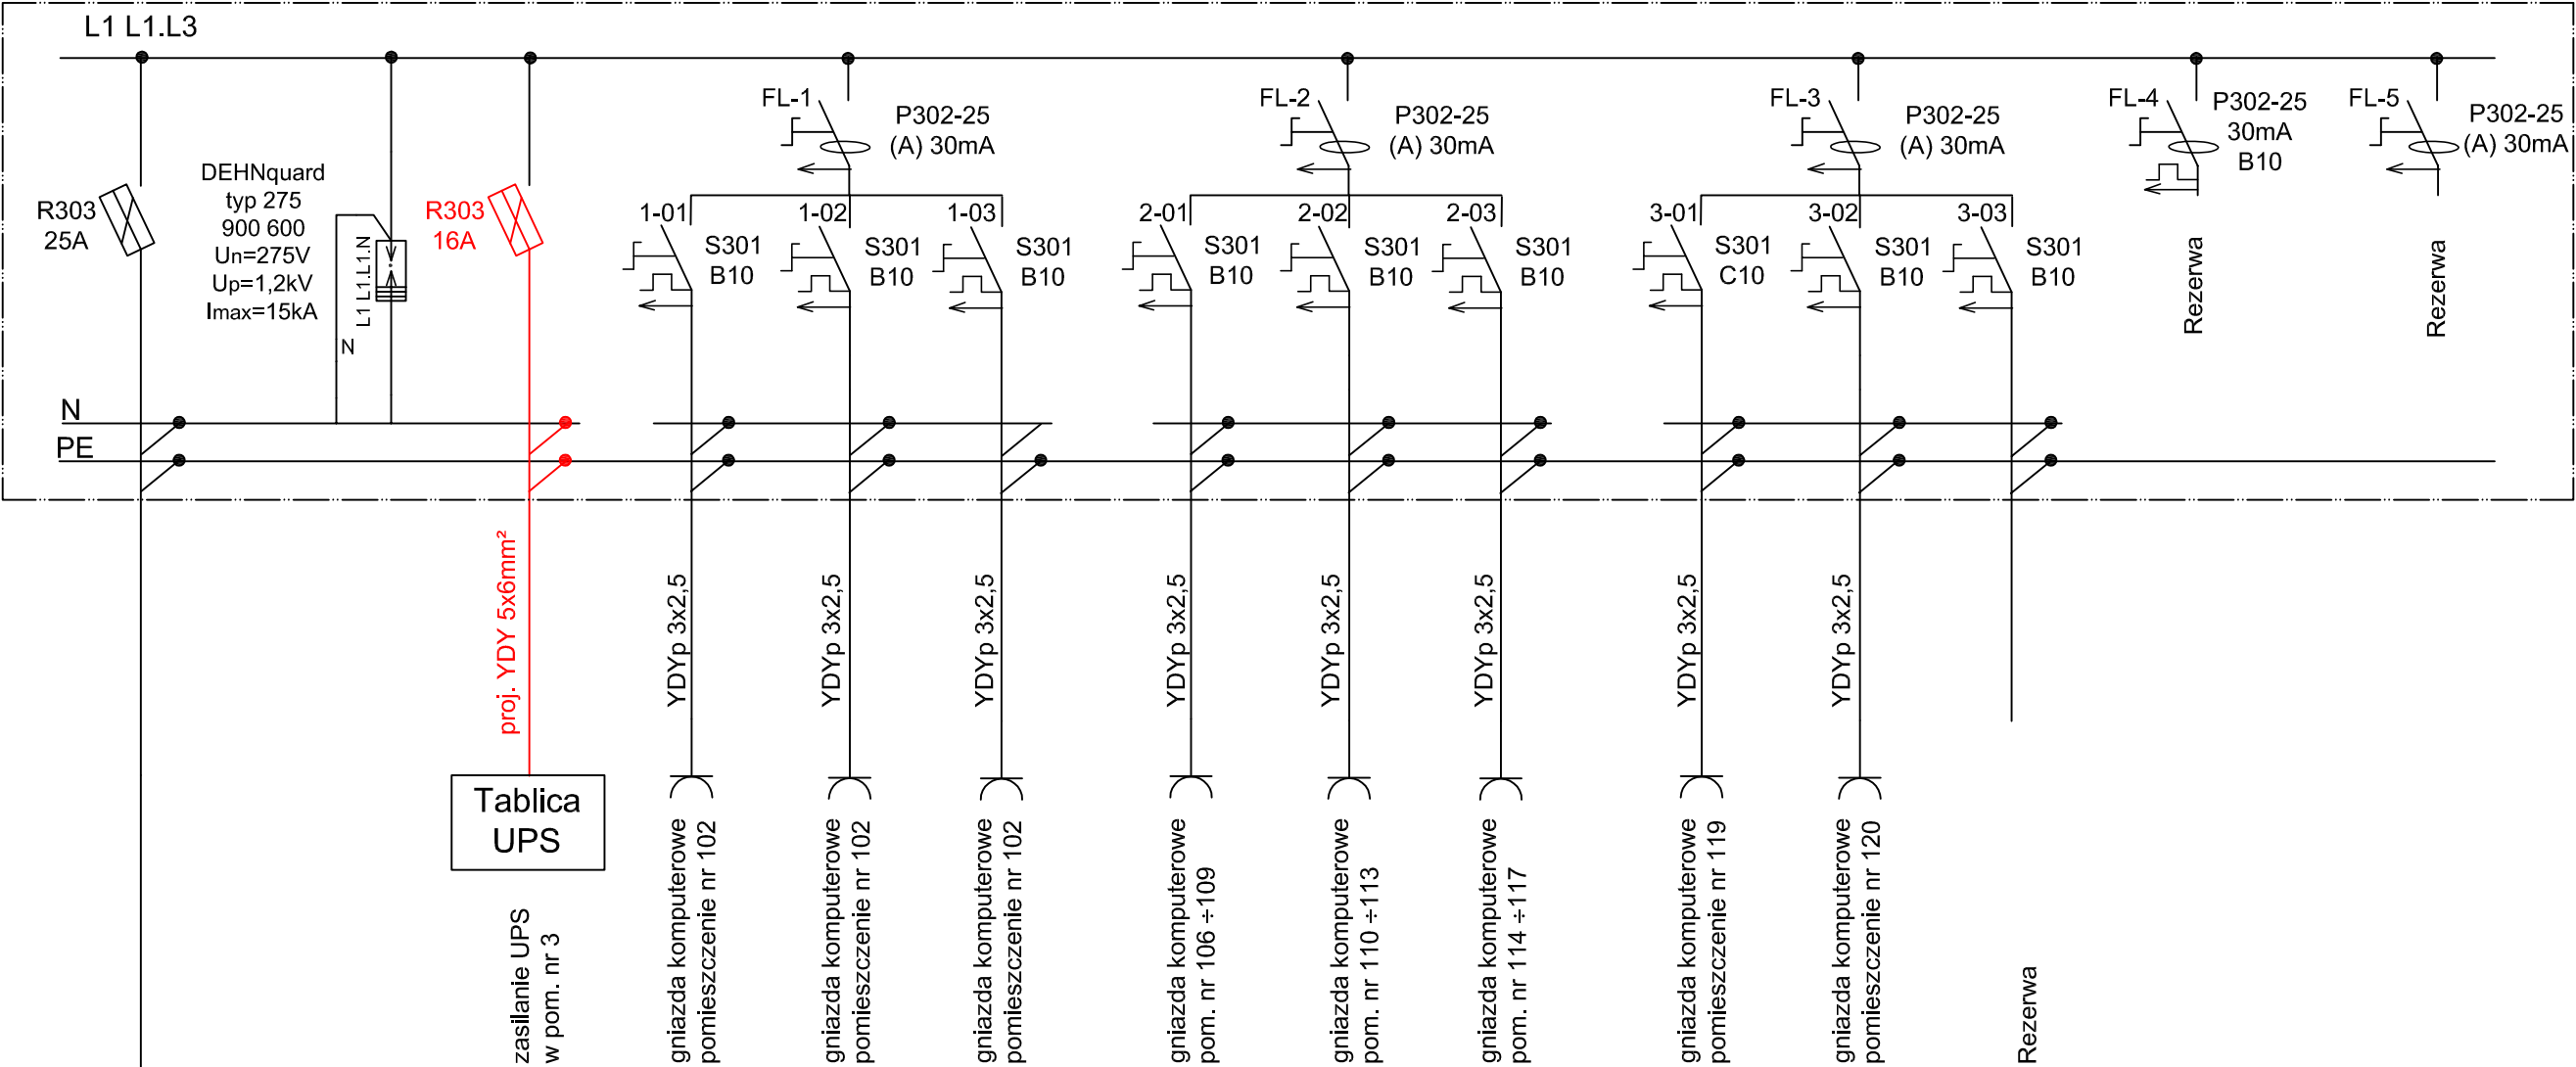 L1 L1.L3
R303
25A
DEHNquard
typ 275
900 600
Un=275V
Up=1,2kV
Imax=15kA
L1 L1.L1.N
N
R303
16A
FL-1
P302-25
(A) 30mA
1-01
S301
B10
1-02
S301
B10
1-03
S301
B10
FL-2
P302-25
(A) 30mA
2-01
S301
B10
2-02
S301
B10
2-03
S301
B10
FL-3
P302-25
(A) 30mA
3-01
S301
C10
3-02
S301
B10
3-03
S301
B10
FL-4
P302-25
30mA
B10
Rezerwa
FL-5
P302-25
(A) 30mA
Rezerwa
N
PE
proj. YDY 5x6mm²
YDYp 3x2,5
YDYp 3x2,5
YDYp 3x2,5
YDYp 3x2,5
YDYp 3x2,5
YDYp 3x2,5
YDYp 3x2,5
YDYp 3x2,5
Tablica
UPS
zasilanie UPS
w pom. nr 3
gniazda komputerowe
pomieszczenie nr 102
gniazda komputerowe
pomieszczenie nr 102
gniazda komputerowe
pomieszczenie nr 102
gniazda komputerowe
pom. nr 106 ÷109
gniazda komputerowe
pom. nr 110 ÷113
gniazda komputerowe
pom. nr 114 ÷117
gniazda komputerowe
pomieszczenie nr 119
gniazda komputerowe
pomieszczenie nr 120
Rezerwa